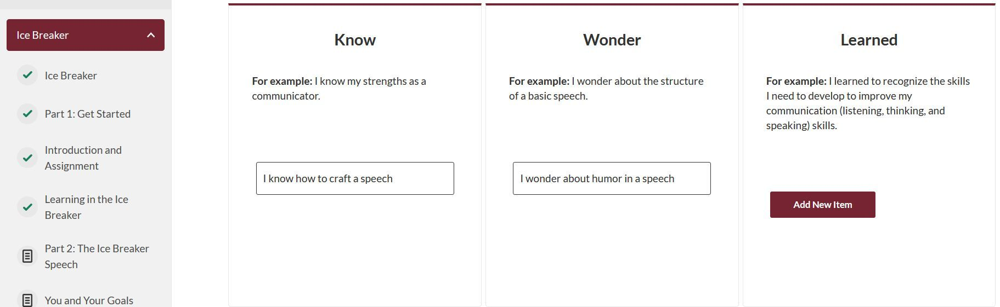 Ice Breaker
Ice Breaker
Part 1: Get Started
Introduction and
Assignment
Learning in the Ice
Breaker
Part 2: The Ice Breaker
Speech
You and Your Goals
Know
For example: I know my strengths as a
communicator.
I know how to craft a speech
Wonder
For example: I wonder about the structure
of a basic speech.
I wonder about humor in a speech
Learned
For example: I learned to recognize the skills
I need to develop to improve my
communication (listening, thinking, and
speaking) skills.
Add New Item